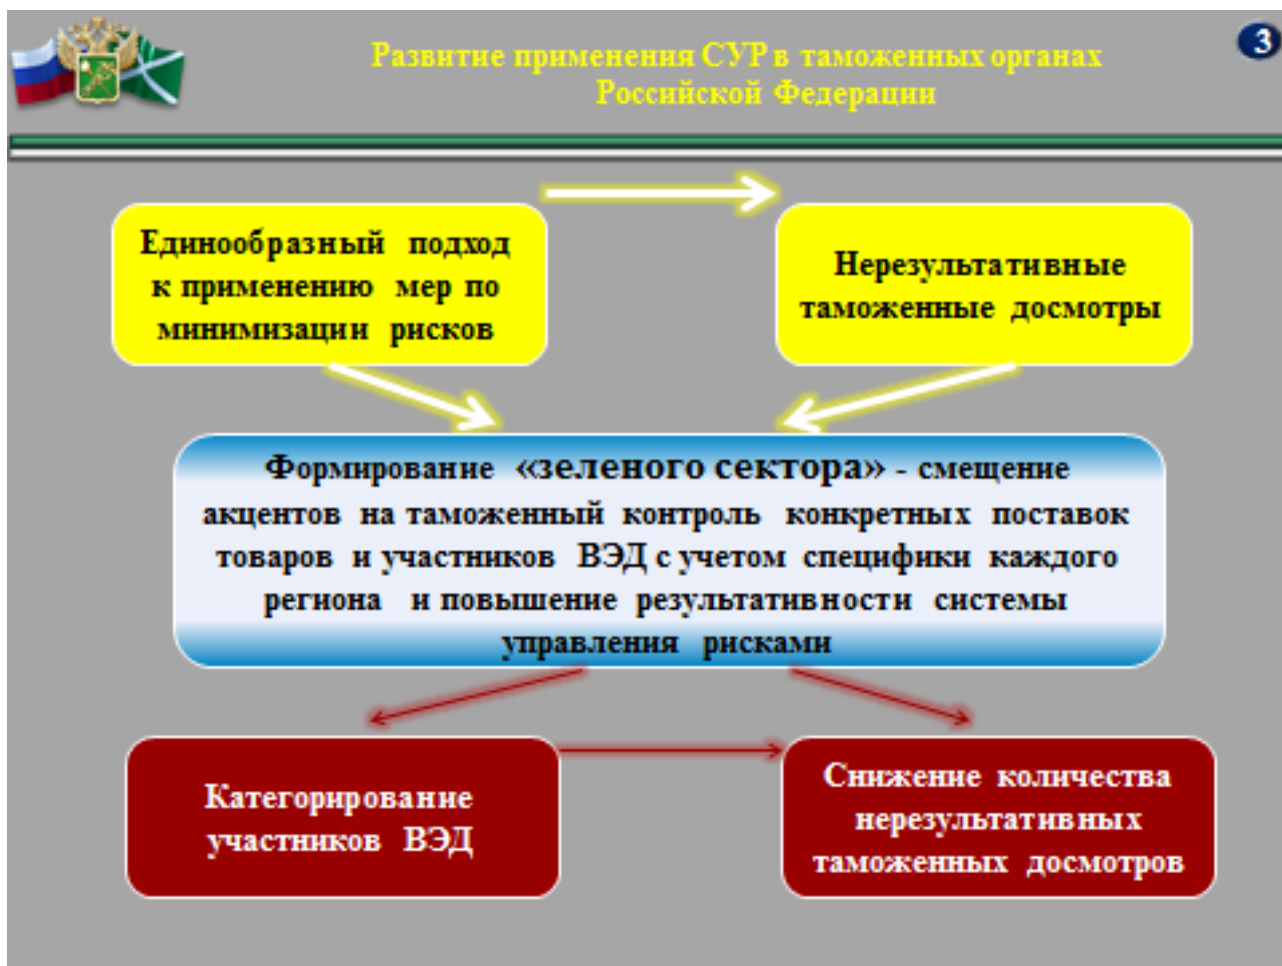 Развитие применения СУР в таможенных органах
Российской Федерации
3
Единообразный подход
к применению мер по
минимизации рисков
Нерезультативные
таможенные досмотры
Формирование «зеленого сектора» - смещение
акцентов на таможенный контроль конкретных поставок
товаров и участников ВЭД с учетом специфики каждого
региона и повышение результативности системы
управления рисками
Категорирование
участников ВЭД
Снижение количества
нерезультативных
таможенных досмотров